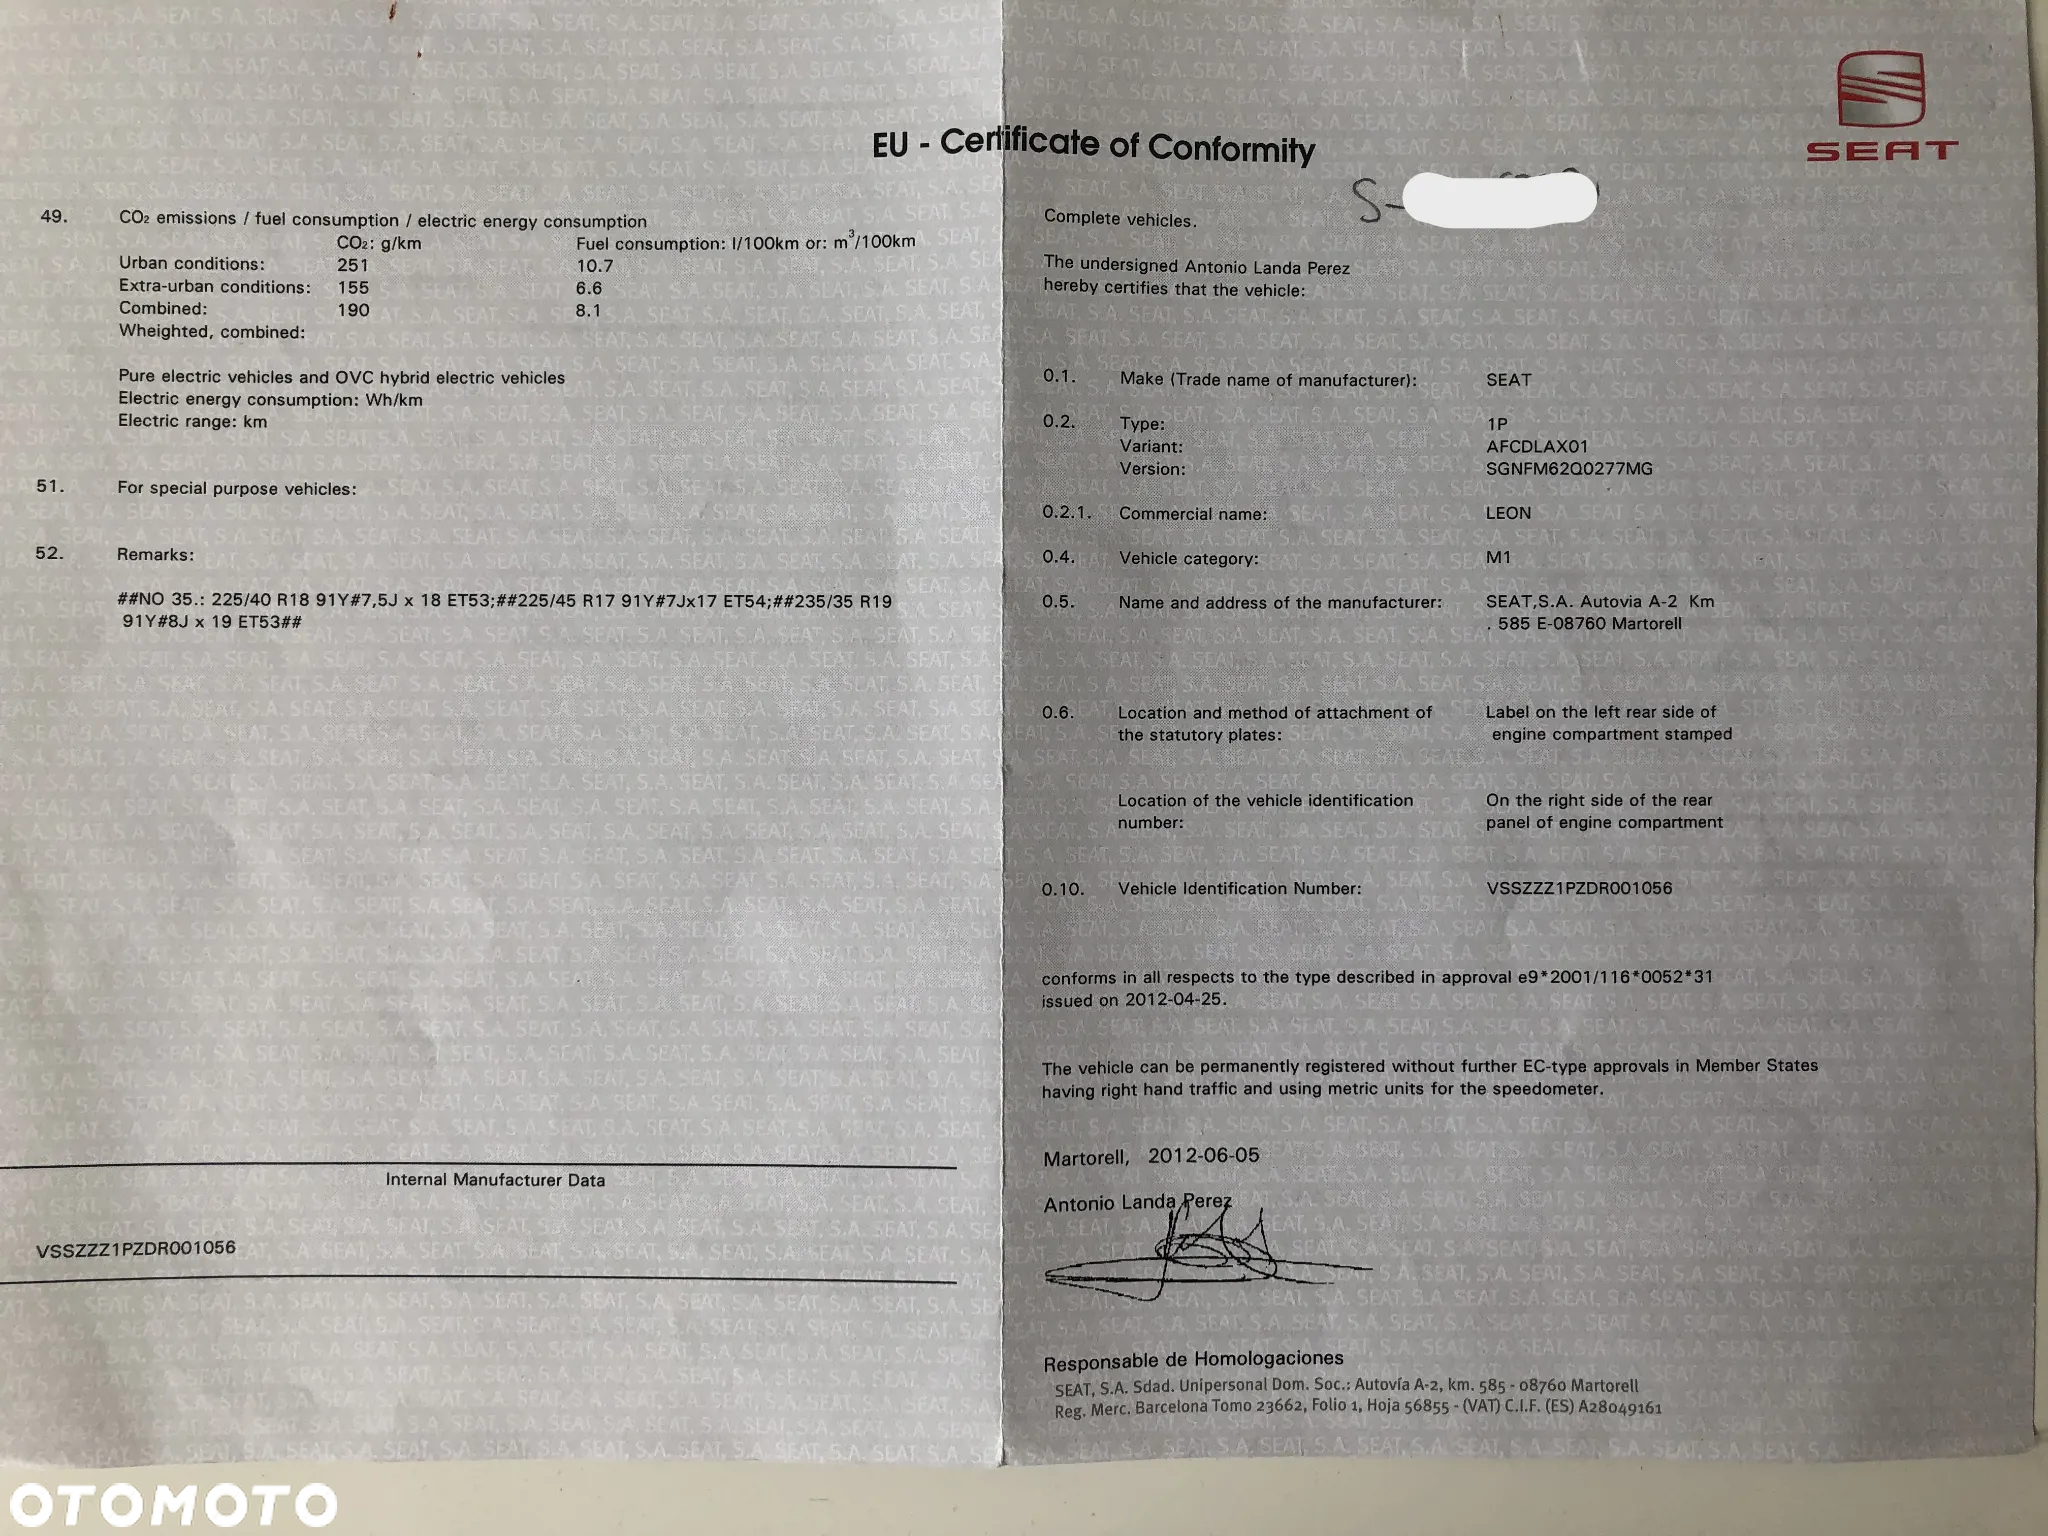 EU - Certificate of Conformity
SEAT
49. CO₂ emissions / fuel consumption / electric energy consumption
CO₂: g/km Fuel consumption: l/100km or: m³/100km
Urban conditions: 251 10.7
Extra-urban conditions: 155 6.6
Combined: 190 8.1
Wheighted, combined:
Pure electric vehicles and OVC hybrid electric vehicles
Electric energy consumption: Wh/km
Electric range: km
51. For special purpose vehicles:
52. Remarks:
##NO 35.: 225/40 R18 91Y#7,5J x 18 ET53;##225/45 R17 91Y#7Jx17 ET54;##235/35 R19
91Y#8J x 19 ET53##
Internal Manufacturer Data
VSSZZZ1PZDR001056
S-
Complete vehicles.
The undersigned Antonio Landa Perez
hereby certifies that the vehicle:
0.1. Make (Trade name of manufacturer): SEAT
0.2. Type: 1P
Variant: AFCDLAX01
Version: SGNFM62Q0277MG
0.2.1. Commercial name: LEON
0.4. Vehicle category: M1
0.5. Name and address of the manufacturer: SEAT,S.A. Autovia A-2 Km
. 585 E-08760 Martorell
0.6. Location and method of attachment of Label on the left rear side of
the statutory plates: engine compartment stamped
Location of the vehicle identification On the right side of the rear
number: panel of engine compartment
0.10. Vehicle Identification Number: VSSZZZ1PZDR001056
conforms in all respects to the type described in approval e9*2001/116*0052*31
issued on 2012-04-25.
The vehicle can be permanently registered without further EC-type approvals in Member States
having right hand traffic and using metric units for the speedometer.
Martorell, 2012-06-05
Antonio Landa Perez
Responsable de Homologaciones
SEAT, S.A. Sdad. Unipersonal Dom. Soc.: Autovía A-2, km. 585 - 08760 Martorell
Reg. Merc. Barcelona Tomo 23662, Folio 1, Hoja 56855 - (VAT) C.I.F. (ES) A28049161
OTOMOTO